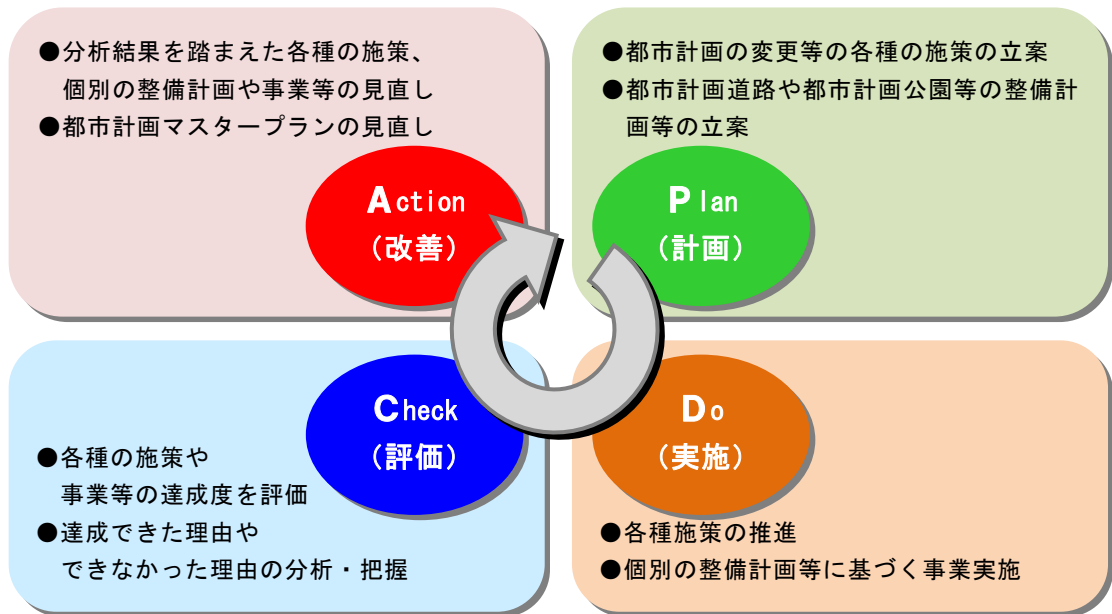 ●分析結果を踏まえた各種の施策、
個別の整備計画や事業等の見直し
●都市計画マスタープランの見直し
Action
（改善）
●都市計画の変更等の各種の施策の立案
●都市計画道路や都市計画公園等の整備計
画等の立案
Plan
（計画）
Check
（評価）
●各種の施策や
事業等の達成度を評価
●達成できた理由や
できなかった理由の分析・把握
Do
（実施）
●各種施策の推進
●個別の整備計画等に基づく事業実施